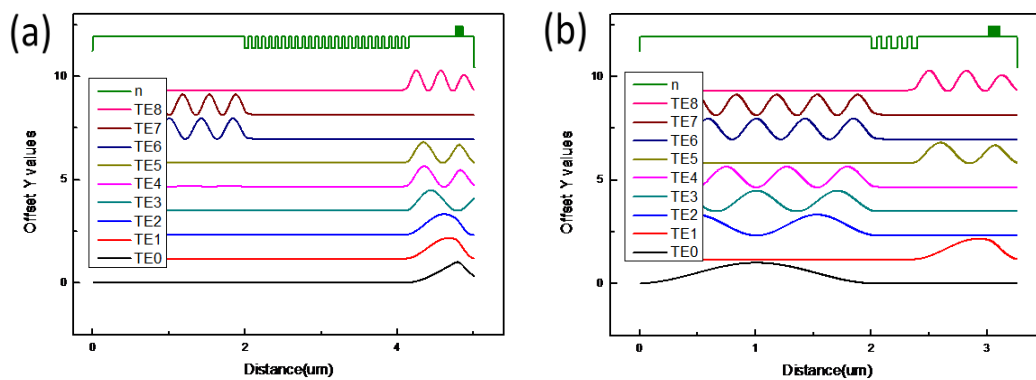 (a)
10
5
0
Offset Y values
n
TE8
TE7
TE6
TE5
TE4
TE3
TE2
TE1
TE0
0
2
4
Distance(um)
(b)
10
5
0
Offset Y values
n
TE8
TE7
TE6
TE5
TE4
TE3
TE2
TE1
TE0
0
1
2
3
Distance(um)